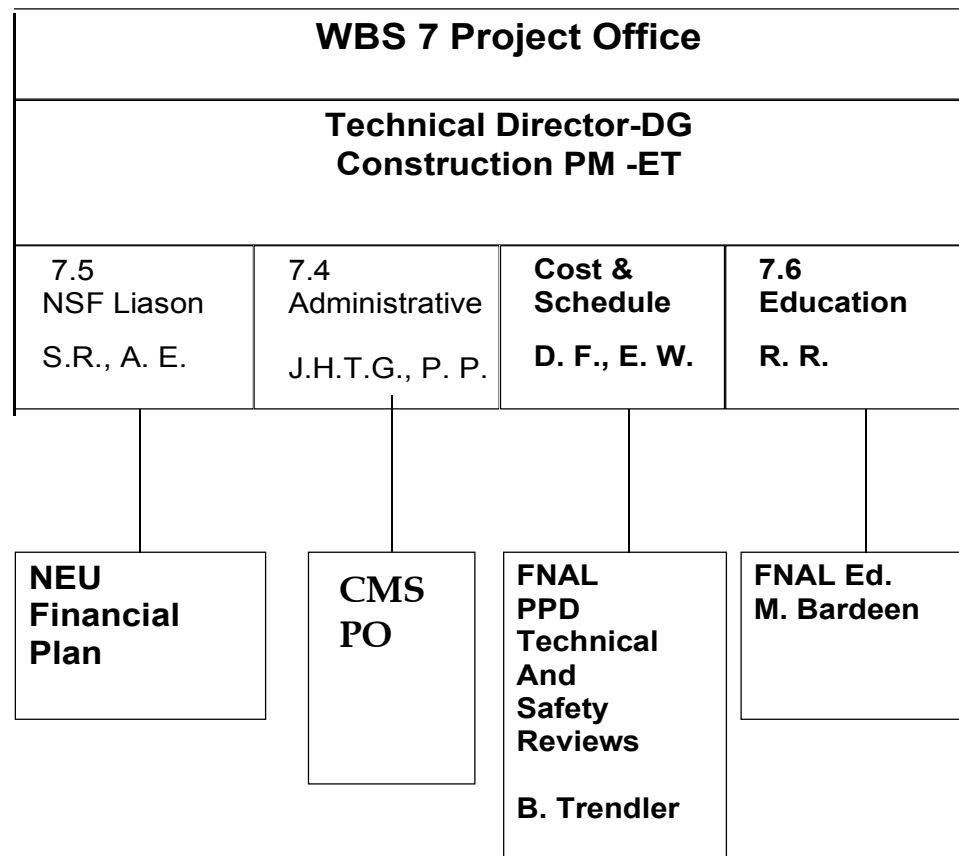 WBS 7 Project Office
Technical Director-DG
Construction PM -ET
7.5
NSF Liason
S.R., A. E.
7.4
Administrative
J.H.T.G., P. P.
Cost &
Schedule
D. F., E. W.
7.6
Education
R. R.
NEU
Financial
Plan
CMS
PO
FNAL
PPD
Technical
And
Safety
Reviews
B. Trendler
FNAL Ed.
M. Bardeen